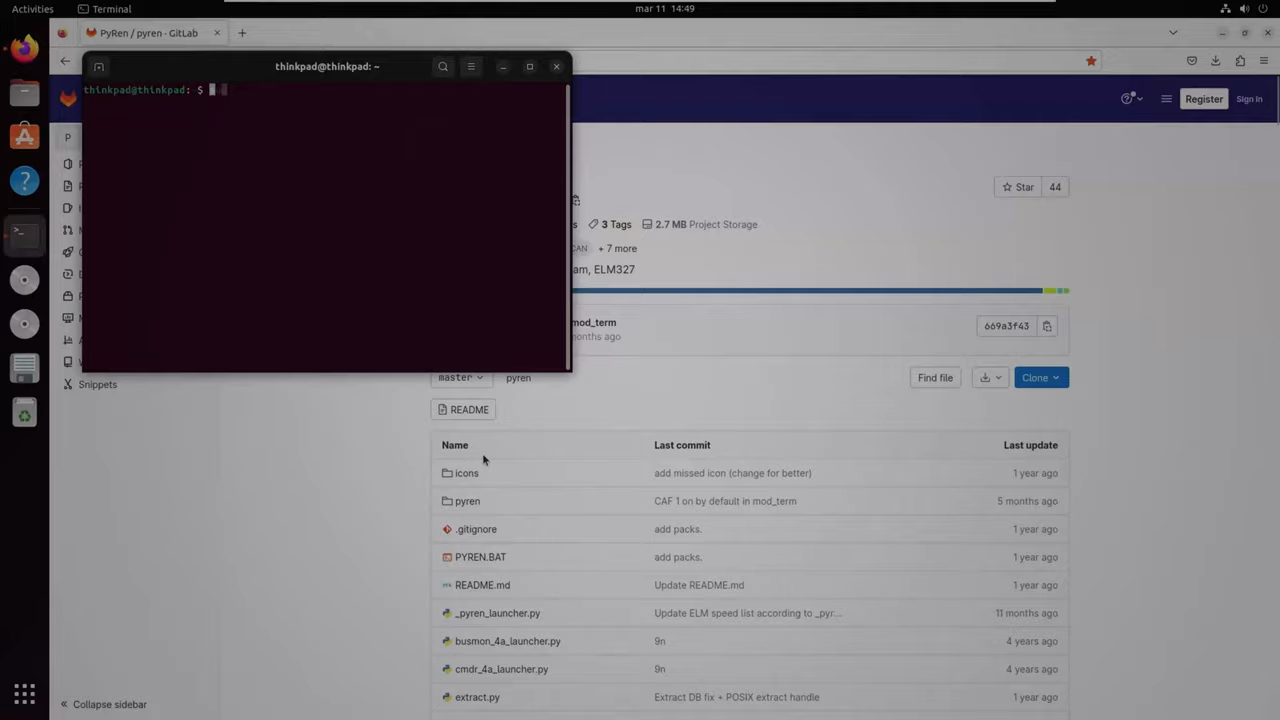 Activities
Terminal
mar 11 14:49
PyRen / pyren · GitLab
thinkpad@thinkpad: ~
thinkpad@thinkpad: $
Register
Sign in
P
Star 44
3 Tags
2.7 MB Project Storage
CAN + 7 more
am, ELM327
mod_term
onths ago
669a3f43
Snippets
master
pyren
Find file
Clone
README
Name Last commit Last update
icons add missed icon (change for better) 1 year ago
pyren CAF 1 on by default in mod_term 5 months ago
.gitignore add packs. 1 year ago
PYREN.BAT add packs. 1 year ago
README.md Update README.md 1 year ago
_pyren_launcher.py Update ELM speed list according to _pyr... 11 months ago
busmon_4a_launcher.py 9n 4 years ago
cmdr_4a_launcher.py 9n 4 years ago
extract.py Extract DB fix + POSIX extract handle 1 year ago
Collapse sidebar